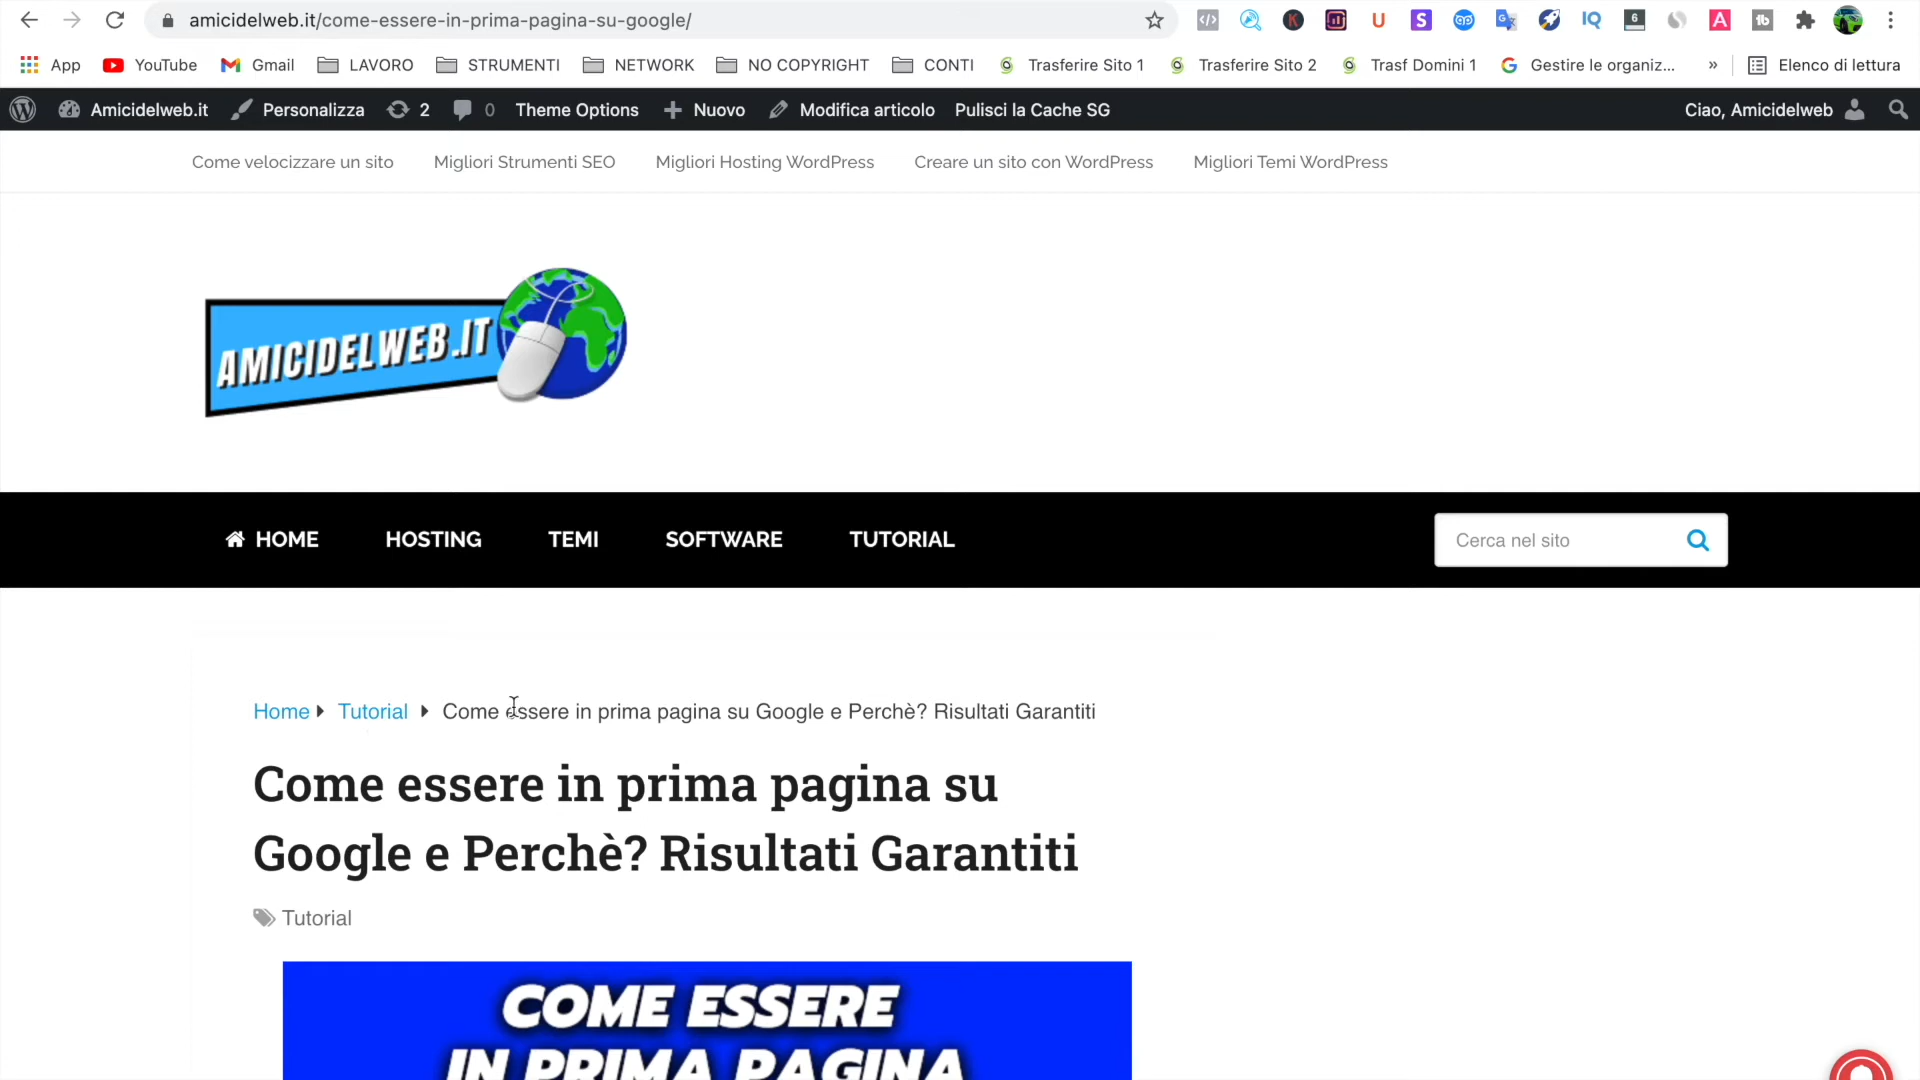 amicidelweb.it/come-essere-in-prima-pagina-su-google/
App YouTube Gmail LAVORO STRUMENTI NETWORK NO COPYRIGHT CONTI Trasferire Sito 1 Trasferire Sito 2 Trasf Domini 1 Gestire le organiz... » Elenco di lettura
Amicidelweb.it Personalizza 2 0 Theme Options Nuovo Modifica articolo Pulisci la Cache SG Ciao, Amicidelweb
Come velocizzare un sito Migliori Strumenti SEO Migliori Hosting WordPress Creare un sito con WordPress Migliori Temi WordPress
AMICIDELWEB.IT
HOME HOSTING TEMI SOFTWARE TUTORIAL Cerca nel sito
Home Tutorial Come essere in prima pagina su Google e Perchè? Risultati Garantiti
Come essere in prima pagina su
Google e Perchè? Risultati Garantiti
Tutorial
COME ESSERE
IN PRIMA PAGINA